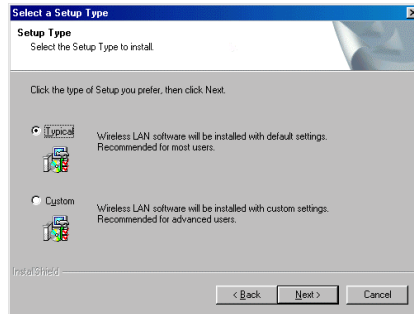 Select a Setup Type
Setup Type
Select the Setup Type to install.
Click the type of Setup you prefer, then click Next.
Typical
Wireless LAN software will be installed with default settings.
Recommended for most users.
Custom
Wireless LAN software will be installed with custom settings.
Recommended for advanced users.
InstallShield
< Back
Next >
Cancel